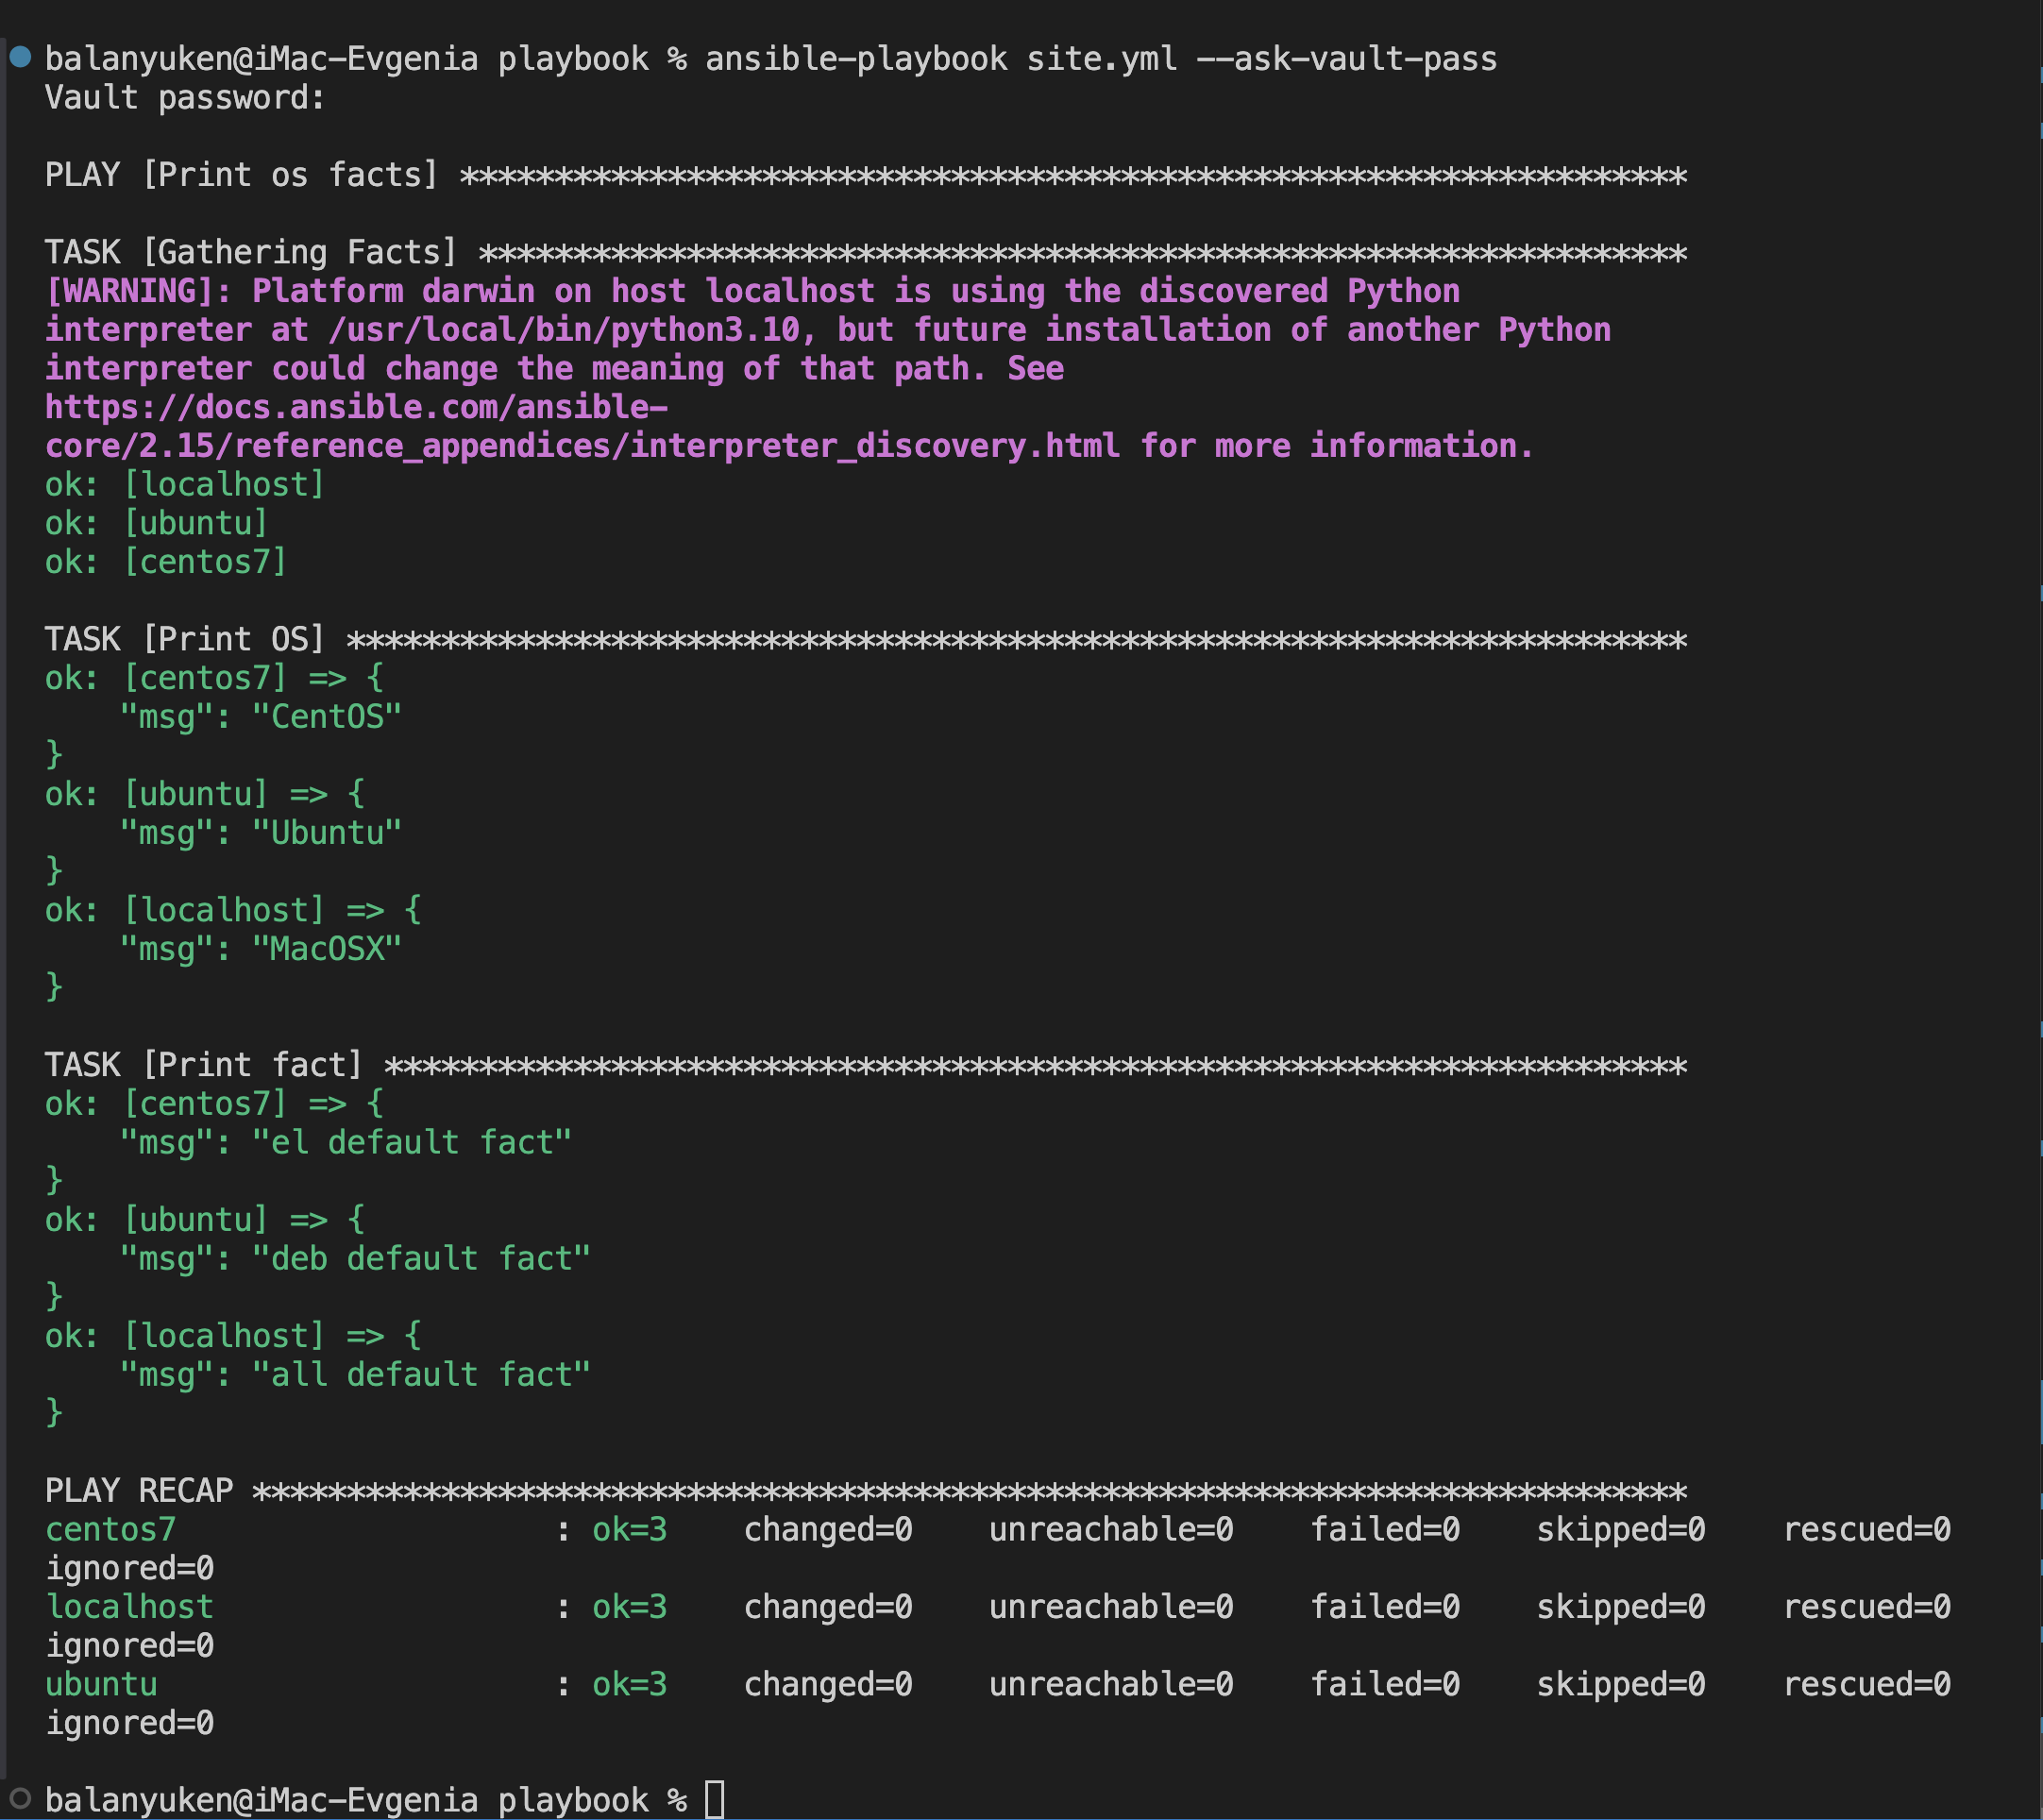 balanyuken@iMac-Evgenia playbook % ansible-playbook site.yml --ask-vault-pass
Vault password:
PLAY [Print os facts] *****************************************************************
TASK [Gathering Facts] ****************************************************************
[WARNING]: Platform darwin on host localhost is using the discovered Python
interpreter at /usr/local/bin/python3.10, but future installation of another Python
interpreter could change the meaning of that path. See
https://docs.ansible.com/ansible-
core/2.15/reference_appendices/interpreter_discovery.html for more information.
ok: [localhost]
ok: [ubuntu]
ok: [centos7]
TASK [Print OS] ***********************************************************************
ok: [centos7] => {
    "msg": "CentOS"
}
ok: [ubuntu] => {
    "msg": "Ubuntu"
}
ok: [localhost] => {
    "msg": "MacOSX"
}
TASK [Print fact] *********************************************************************
ok: [centos7] => {
    "msg": "el default fact"
}
ok: [ubuntu] => {
    "msg": "deb default fact"
}
ok: [localhost] => {
    "msg": "all default fact"
}
PLAY RECAP ****************************************************************************
centos7                    : ok=3    changed=0    unreachable=0    failed=0    skipped=0    rescued=0
ignored=0
localhost                  : ok=3    changed=0    unreachable=0    failed=0    skipped=0    rescued=0
ignored=0
ubuntu                     : ok=3    changed=0    unreachable=0    failed=0    skipped=0    rescued=0
ignored=0
balanyuken@iMac-Evgenia playbook %